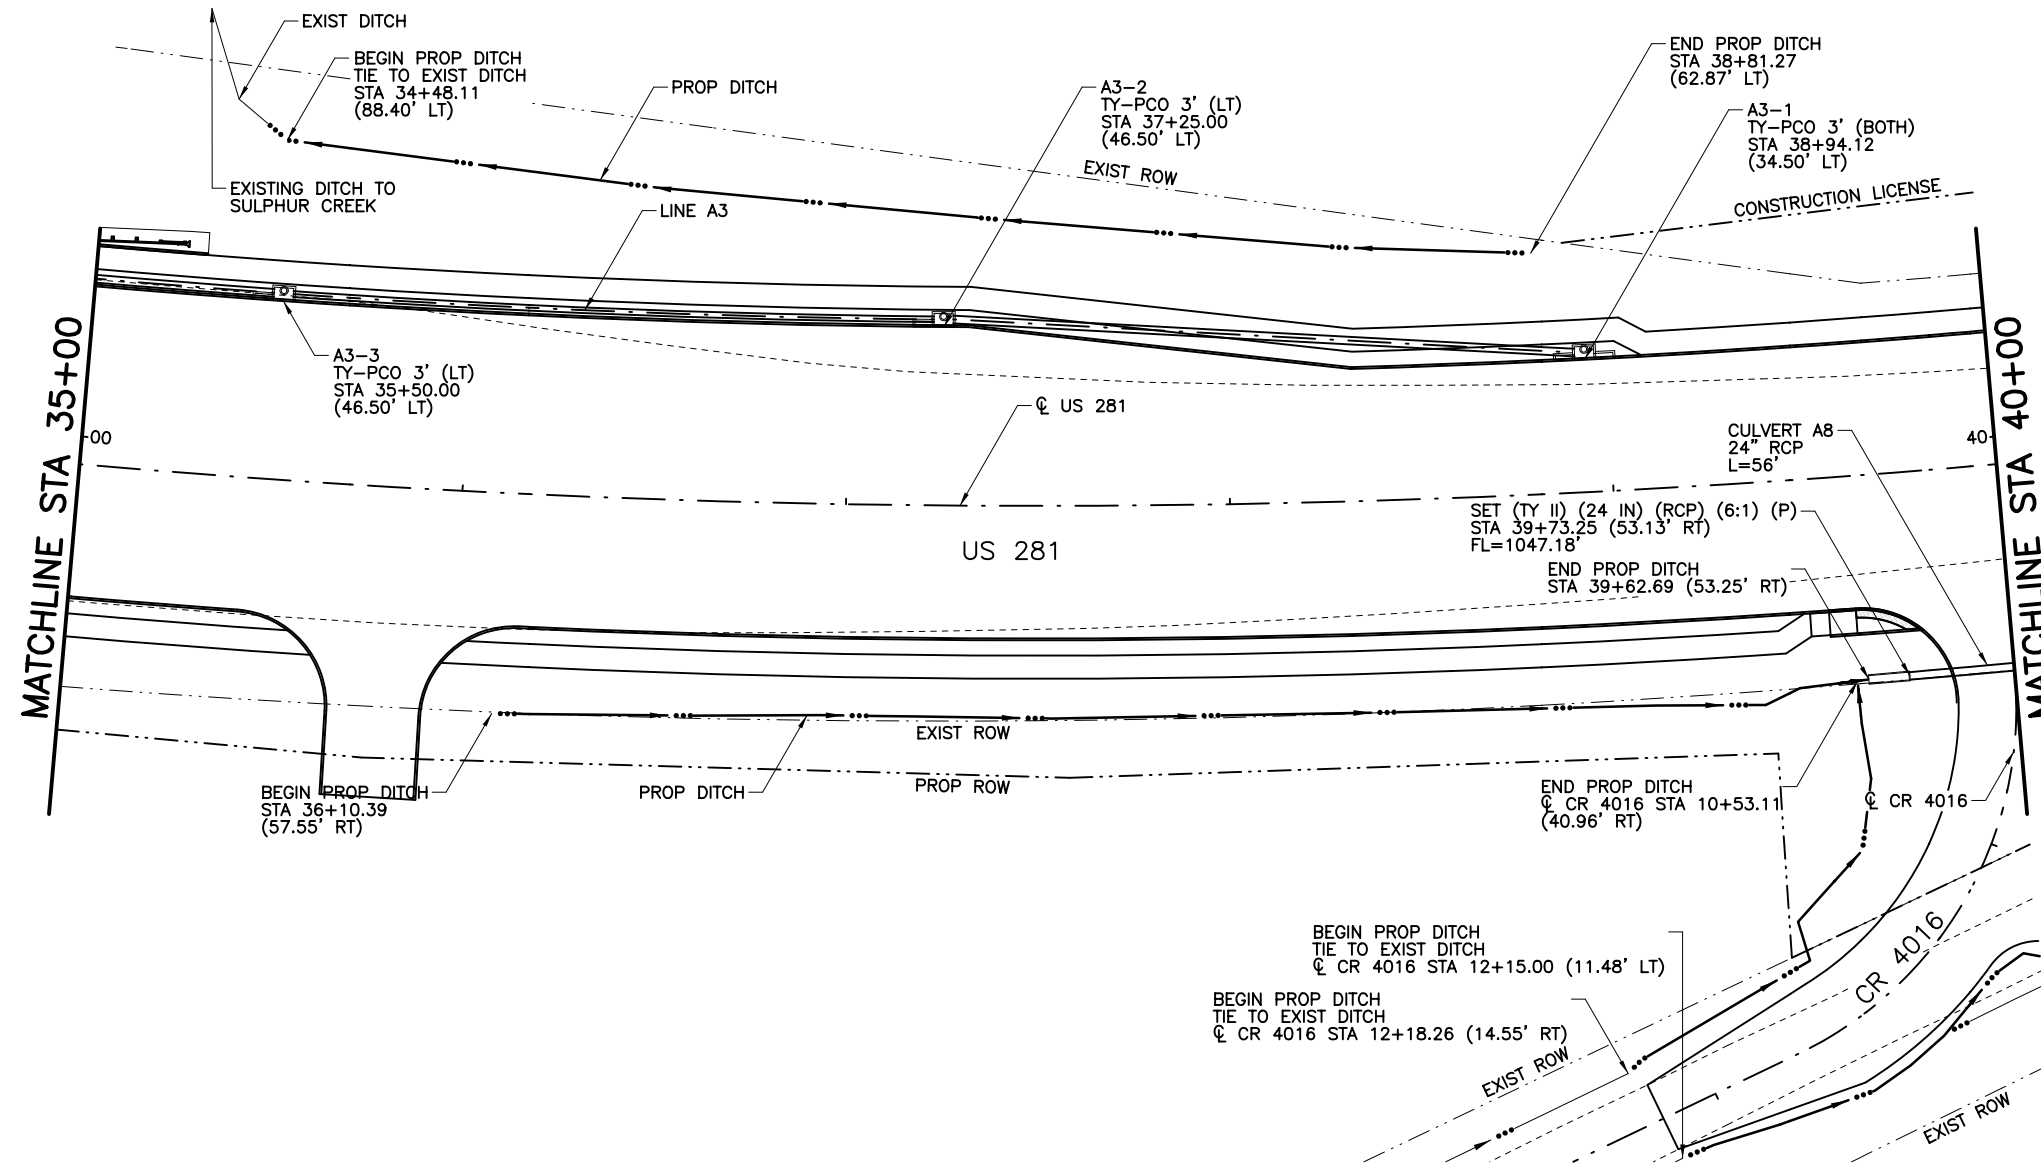 EXIST DITCH
BEGIN PROP DITCH
TIE TO EXIST DITCH
STA 34+48.11
(88.40' LT)
PROP DITCH
A3-2
TY-PCO 3' (LT)
STA 37+25.00
(46.50' LT)
END PROP DITCH
STA 38+81.27
(62.87' LT)
A3-1
TY-PCO 3' (BOTH)
STA 38+94.12
(34.50' LT)
EXIST ROW
CONSTRUCTION LICENSE
EXISTING DITCH TO
SULPHUR CREEK
LINE A3
A3-3
TY-PCO 3' (LT)
STA 35+50.00
(46.50' LT)
MATCHLINE STA 35+00
00
℄ US 281
US 281
CULVERT A8
24" RCP
L=56'
40
MATCHLINE STA 40+00
SET (TY II) (24 IN) (RCP) (6:1) (P)
STA 39+73.25 (53.13' RT)
FL=1047.18'
END PROP DITCH
STA 39+62.69 (53.25' RT)
EXIST ROW
PROP ROW
BEGIN PROP DITCH
STA 36+10.39
(57.55' RT)
PROP DITCH
END PROP DITCH
℄ CR 4016 STA 10+53.11
(40.96' RT)
℄ CR 4016
BEGIN PROP DITCH
TIE TO EXIST DITCH
℄ CR 4016 STA 12+15.00 (11.48' LT)
BEGIN PROP DITCH
TIE TO EXIST DITCH
℄ CR 4016 STA 12+18.26 (14.55' RT)
CR 4016
EXIST ROW
EXIST ROW